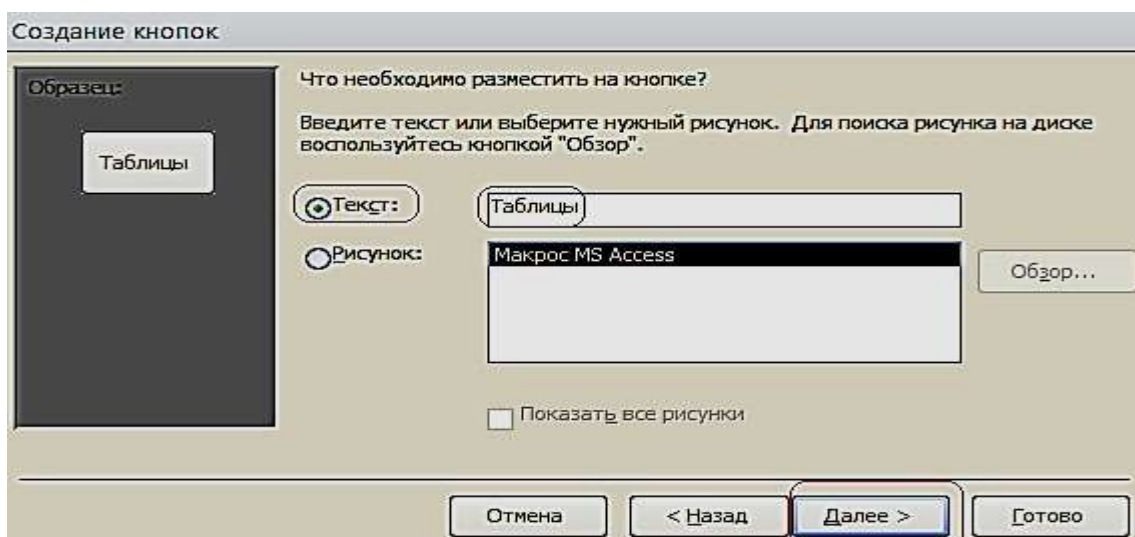 Создание кнопок
Образец:
Таблицы
Что необходимо разместить на кнопке?
Введите текст или выберите нужный рисунок. Для поиска рисунка на диске
воспользуйтесь кнопкой "Обзор".
Текст:
Таблицы
Рисунок:
Макрос MS Access
Обзор...
Показать все рисунки
Отмена
< Назад
Далее >
Готово